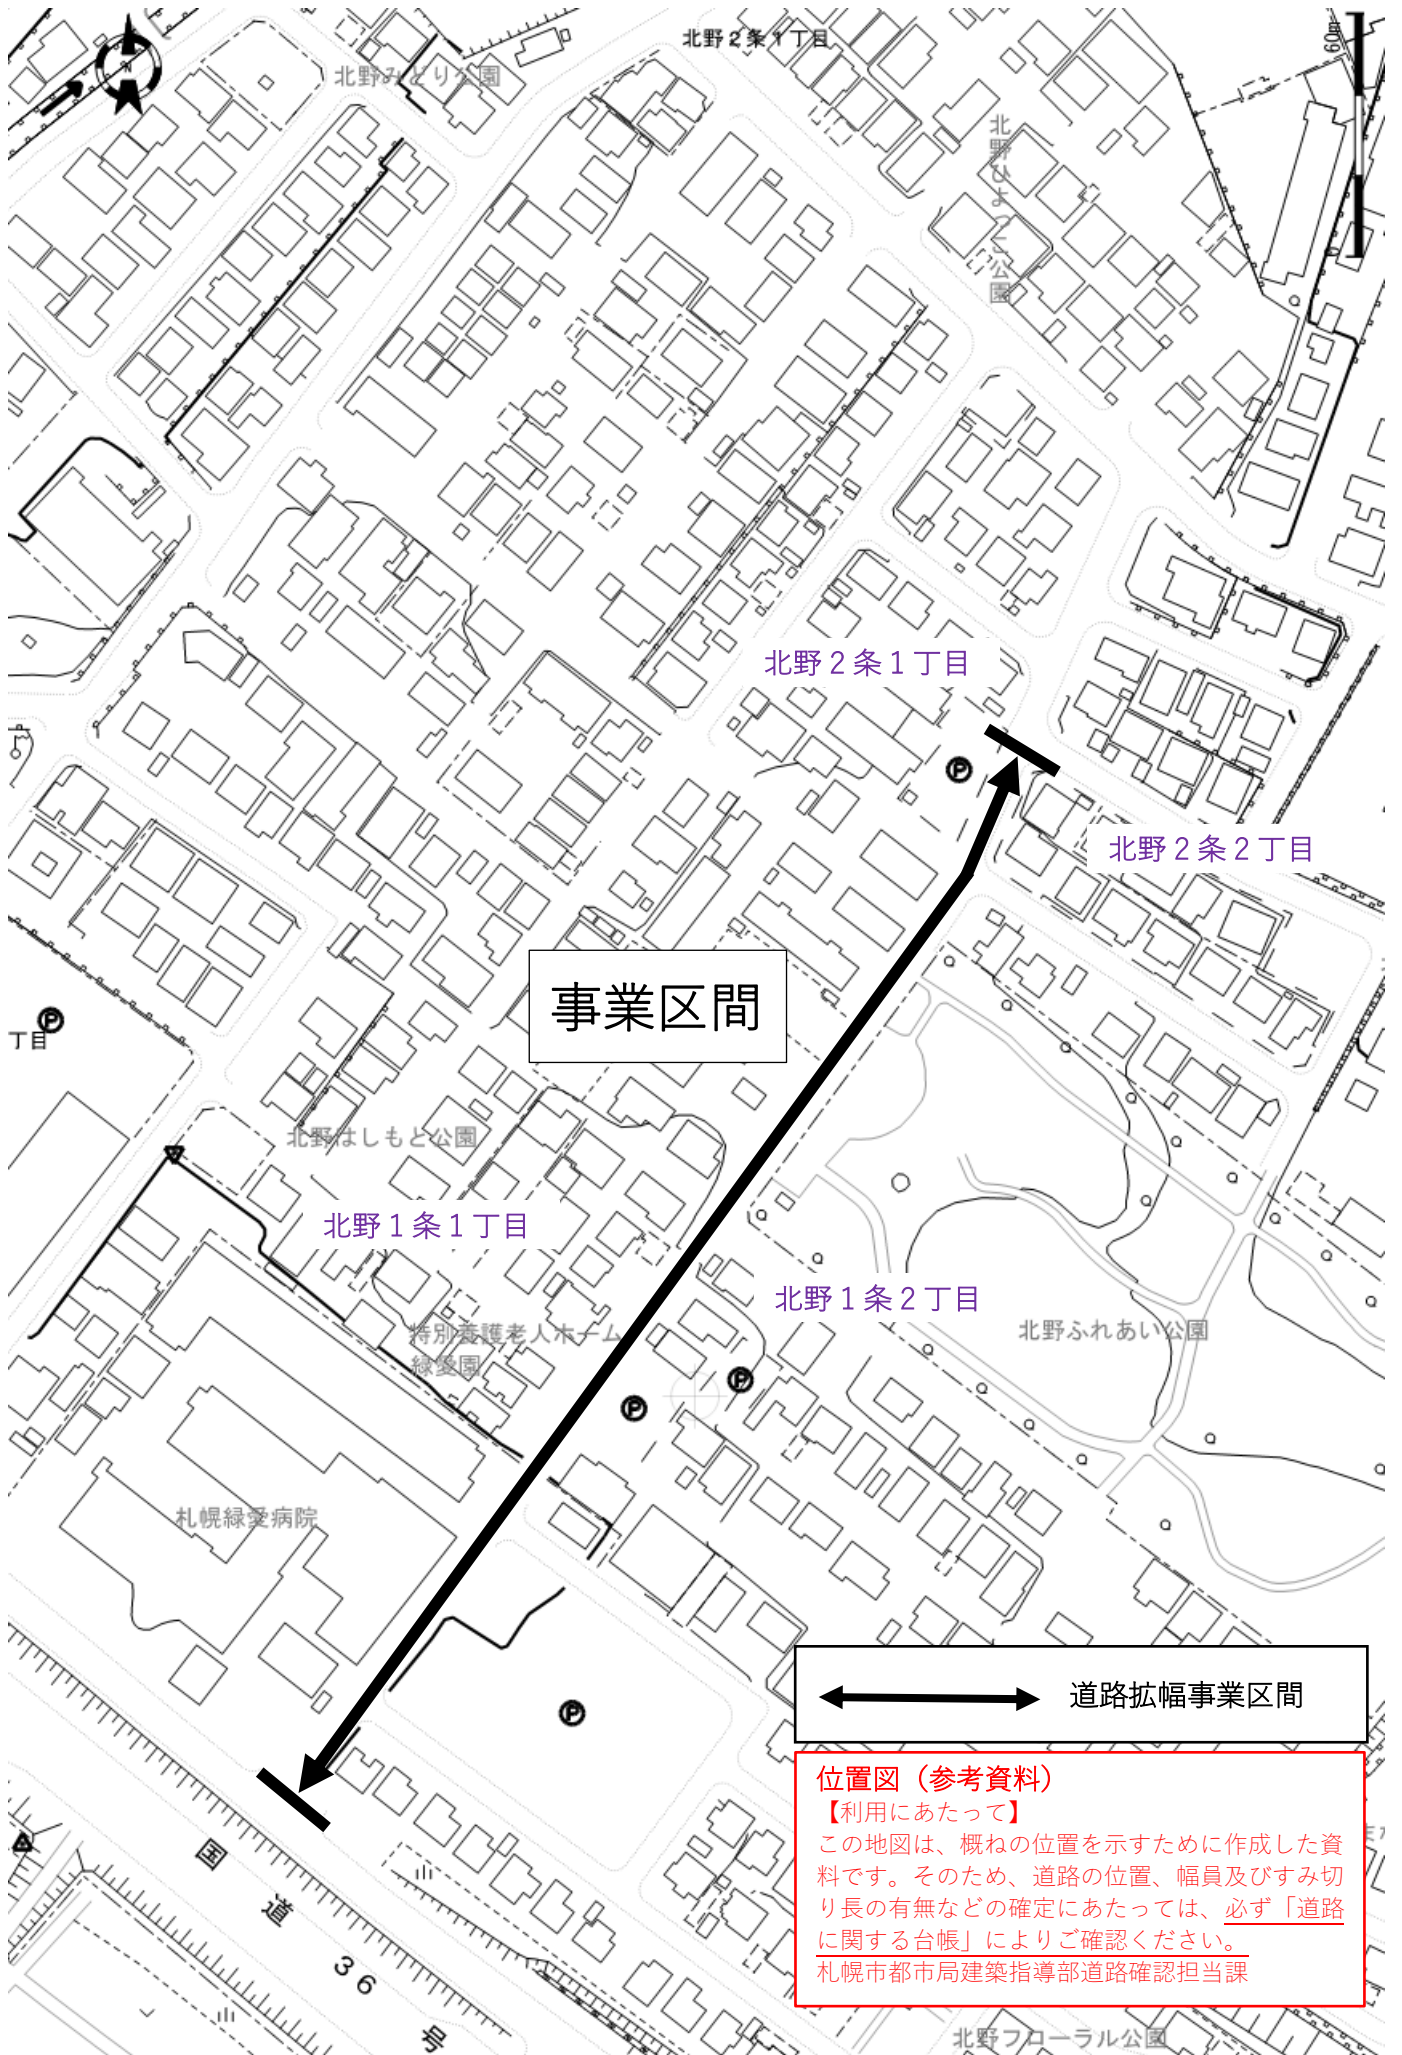 北野２条１丁目
60m
N
北野みどり公園
北野ひよこ公園
北野２条１丁目
Ⓟ
北野２条２丁目
事業区間
Ⓟ
丁目
北野はしもと公園
北野１条１丁目
北野１条２丁目
特別養護老人ホーム
緑愛園
北野ふれあい公園
Ⓟ
Ⓟ
札幌緑愛病院
Ⓟ
道路拡幅事業区間
位置図（参考資料）
【利用にあたって】
この地図は、概ねの位置を示すために作成した資
料です。そのため、道路の位置、幅員及びすみ切
り長の有無などの確定にあたっては、必ず「道路
に関する台帳」によりご確認ください。
札幌市都市局建築指導部道路確認担当課
国道３６号
北野フローラル公園